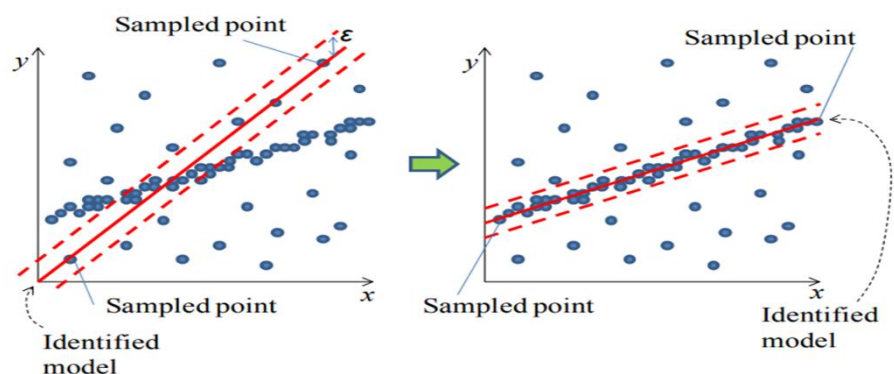 Sampled point
ε
y
x
Sampled point
Identified
model
Sampled point
y
x
Sampled point
Identified
model